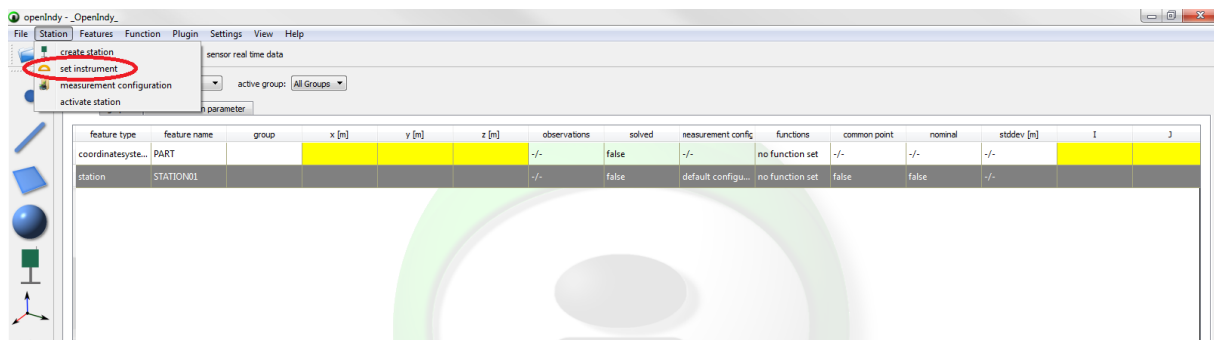 openIndy - _OpenIndy_
File Station Features Function Plugin Settings View Help
create station
sensor real time data
set instrument
measurement configuration
active group: All Groups
activate station
parameter
feature type feature name group x [m] y [m] z [m] observations solved neasurement config functions common point nominal stddev [m] I J
coordinatesyste... PART -/- false -/- no function set -/- -/- -/-
station STATION01 -/- false default configu... no function set false false -/-